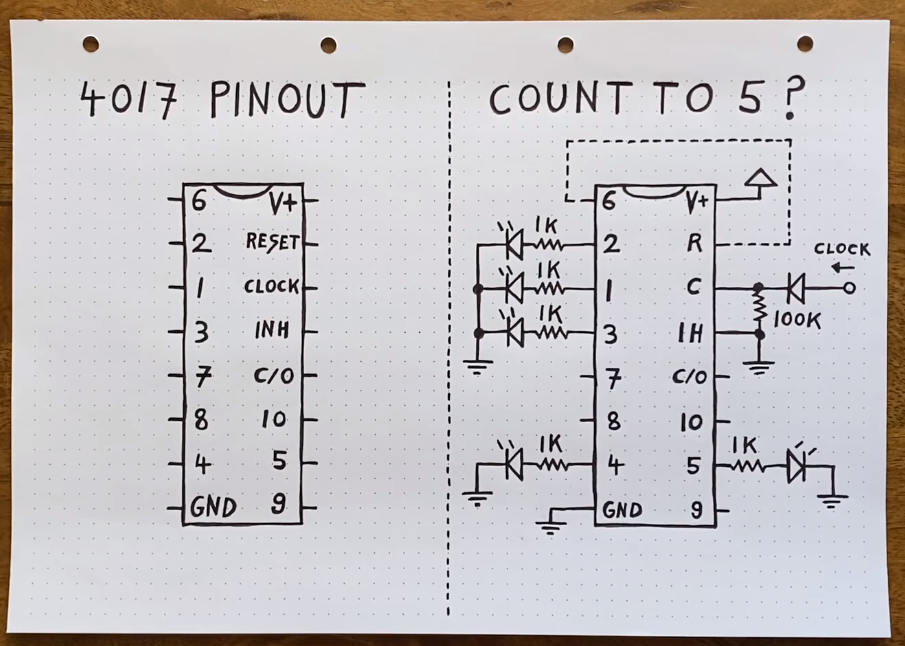 4017 PINOUT
6 V+
2 RESET
1 CLOCK
3 INH
7 C/O
8 10
4 5
GND 9
COUNT TO 5?
6 V+
1K
2 R
CLOCK
1K
1 C
1K
100K
3 IH
7 C/O
8 10
1K
4 5
1K
GND 9